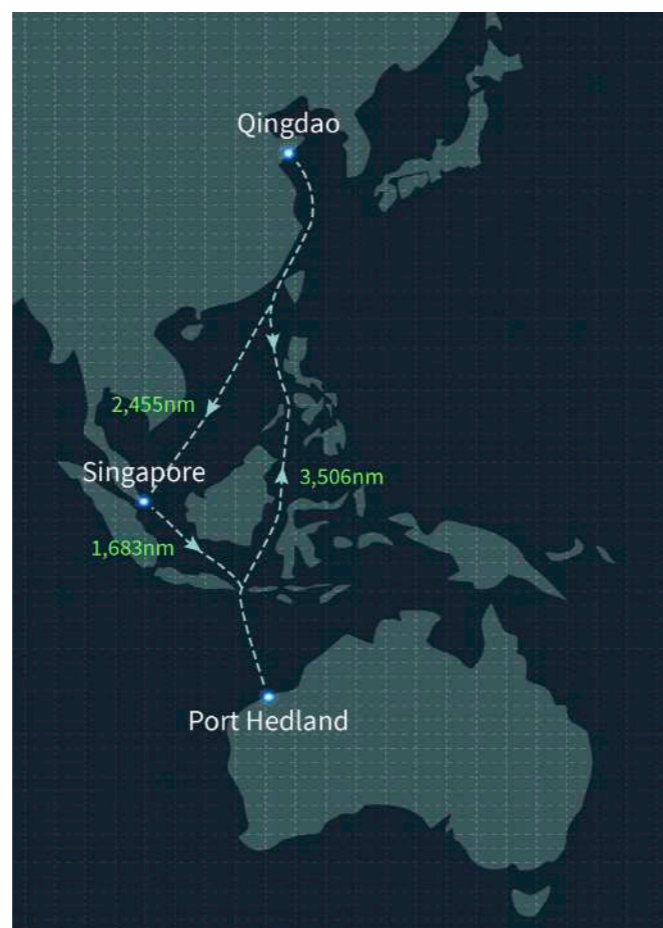 Qingdao
2,455nm
Singapore
3,506nm
1,683nm
Port Hedland